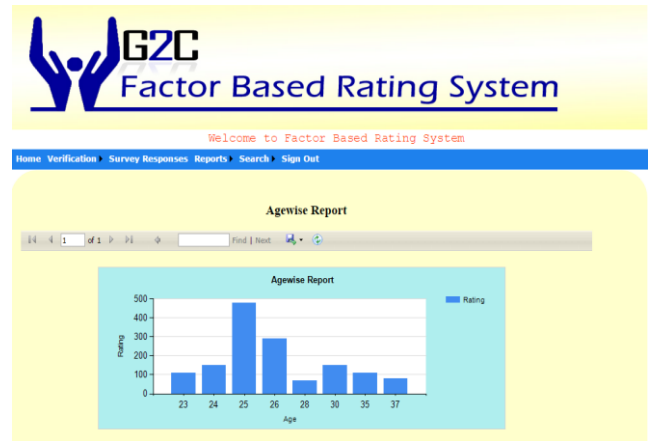 G2C
Factor Based Rating System
Welcome to Factor Based Rating System
Home Verification Survey Responses Reports Search Sign Out
Agewise Report
1 of 1 Find | Next
Agewise Report
500
400
300
200
100
0
Rating
23 24 25 26 28 30 35 37
Age
Rating